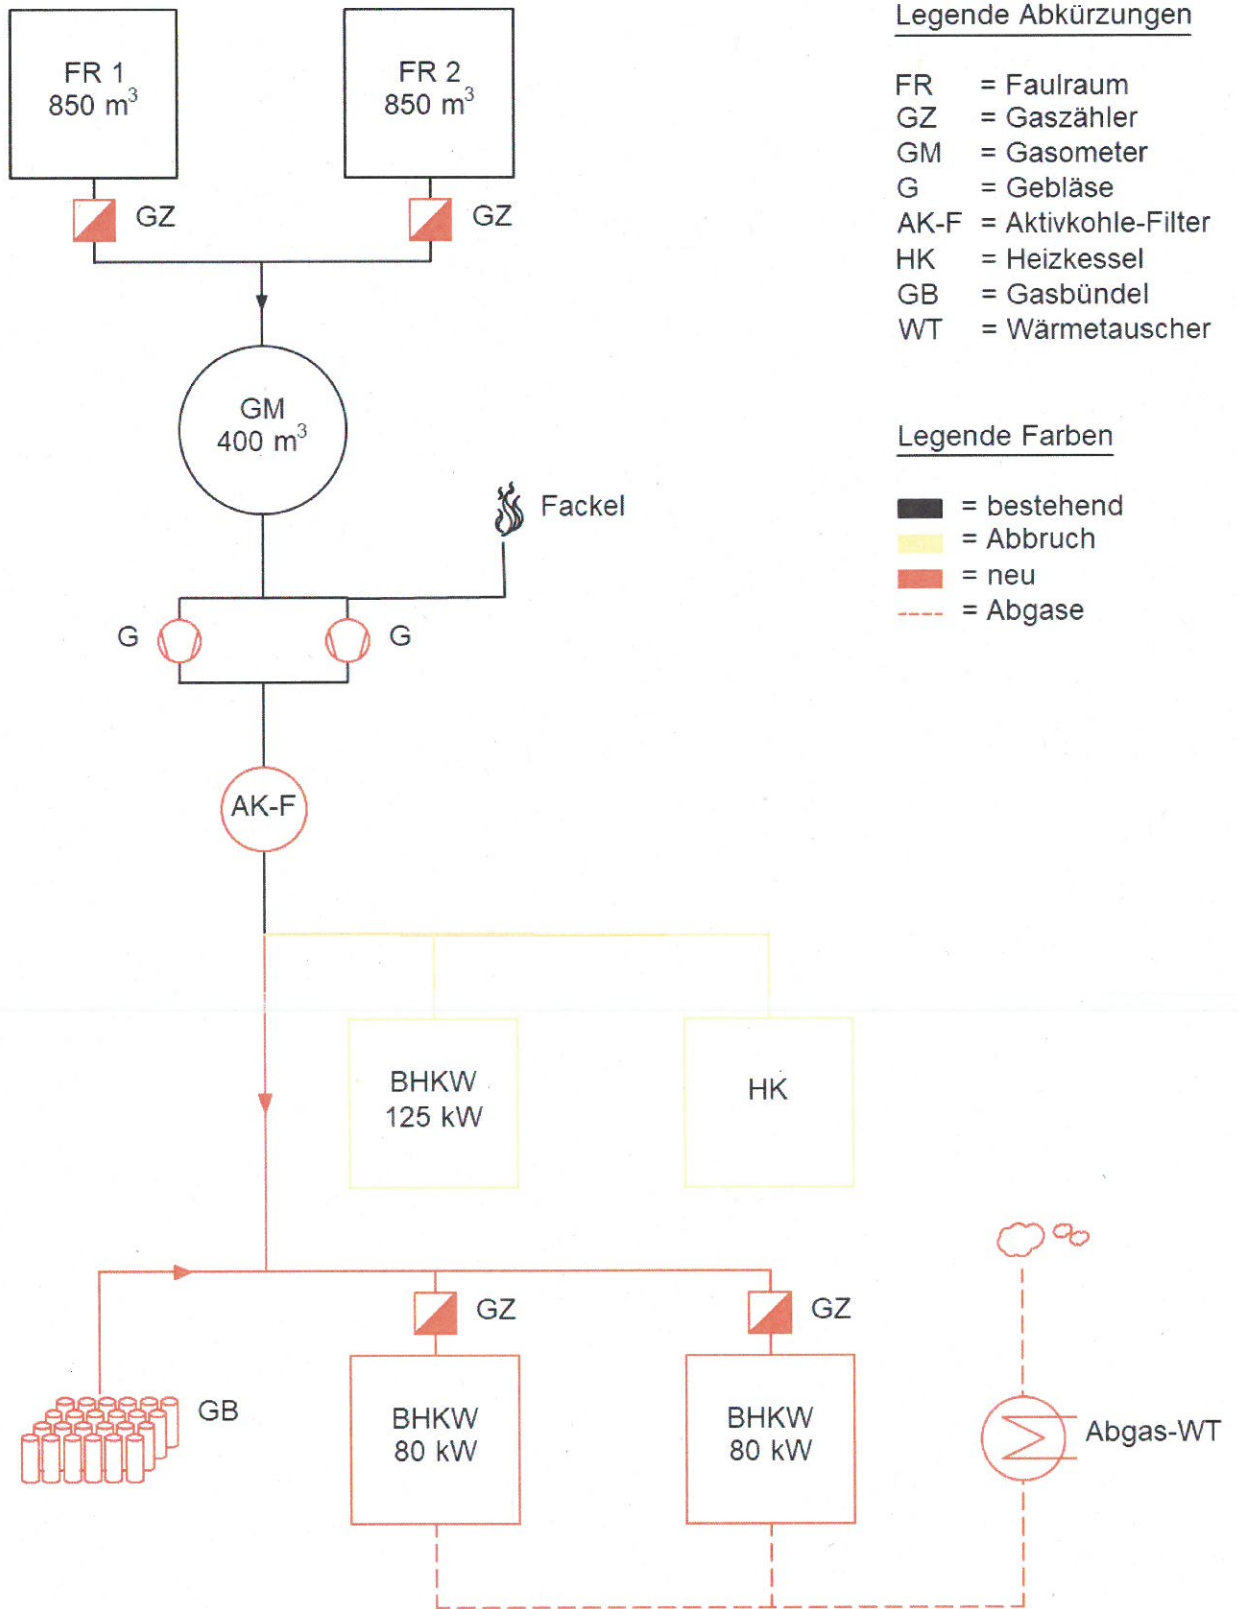 FR 1
850 m³
FR 2
850 m³
GZ
GZ
GM
400 m³
Fackel
G
G
AK-F
BHKW
125 kW
HK
GZ
GZ
GB
BHKW
80 kW
BHKW
80 kW
Abgas-WT
Legende Abkürzungen
FR = Faulraum
GZ = Gaszähler
GM = Gasometer
G = Gebläse
AK-F = Aktivkohle-Filter
HK = Heizkessel
GB = Gasbündel
WT = Wärmetauscher
Legende Farben
= bestehend
= Abbruch
= neu
= Abgase